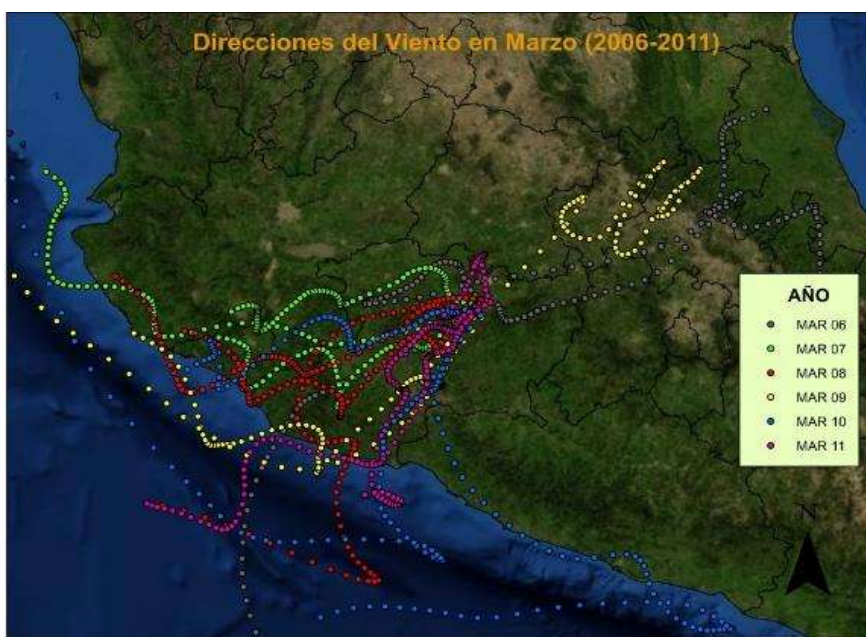 Direcciones del Viento en Marzo (2006-2011)
AÑO
MAR 06
MAR 07
MAR 08
MAR 09
MAR 10
MAR 11
N